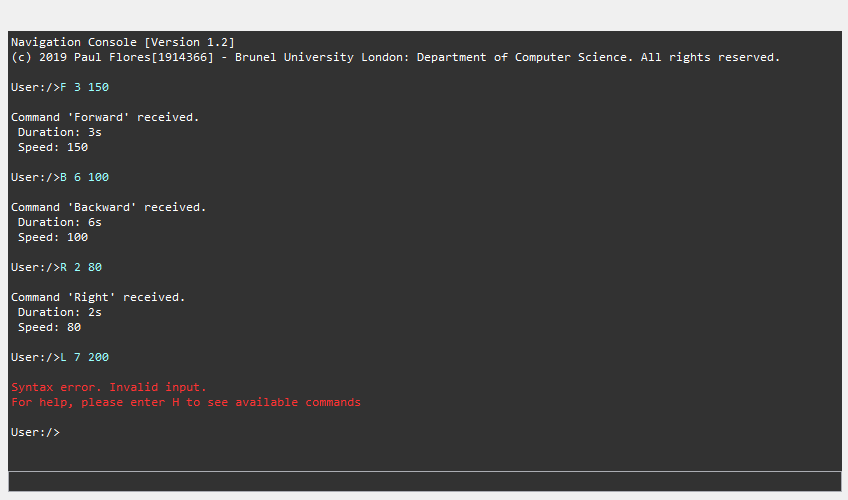 Navigation Console [Version 1.2]
(c) 2019 Paul Flores[1914366] - Brunel University London: Department of Computer Science. All rights reserved.
User:/>F 3 150
Command 'Forward' received.
Duration: 3s
Speed: 150
User:/>B 6 100
Command 'Backward' received.
Duration: 6s
Speed: 100
User:/>R 2 80
Command 'Right' received.
Duration: 2s
Speed: 80
User:/>L 7 200
Syntax error. Invalid input.
For help, please enter H to see available commands
User:/>